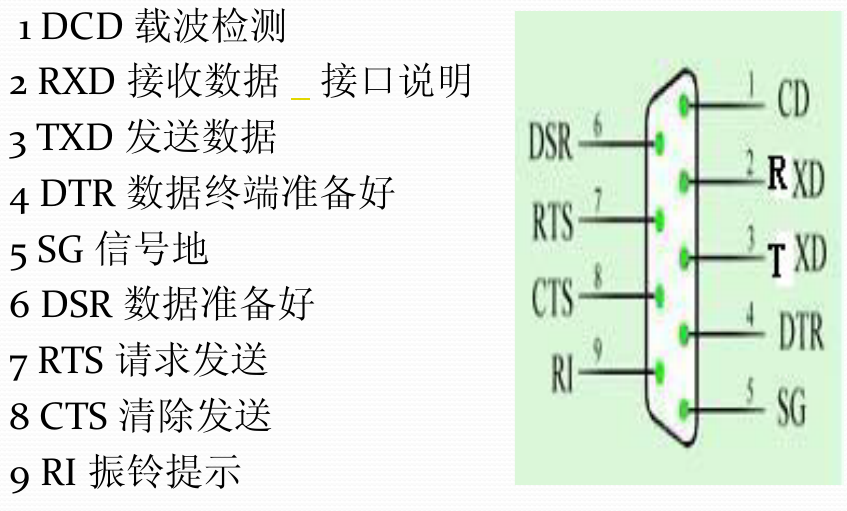 1 DCD 载波检测
2 RXD 接收数据 _ 接口说明
3 TXD 发送数据
4 DTR 数据终端准备好
5 SG 信号地
6 DSR 数据准备好
7 RTS 请求发送
8 CTS 清除发送
9 RI 振铃提示
1 CD
DSR 6
2 RXD
RTS 7
3 TXD
CTS 8
4 DTR
RI 9
5 SG